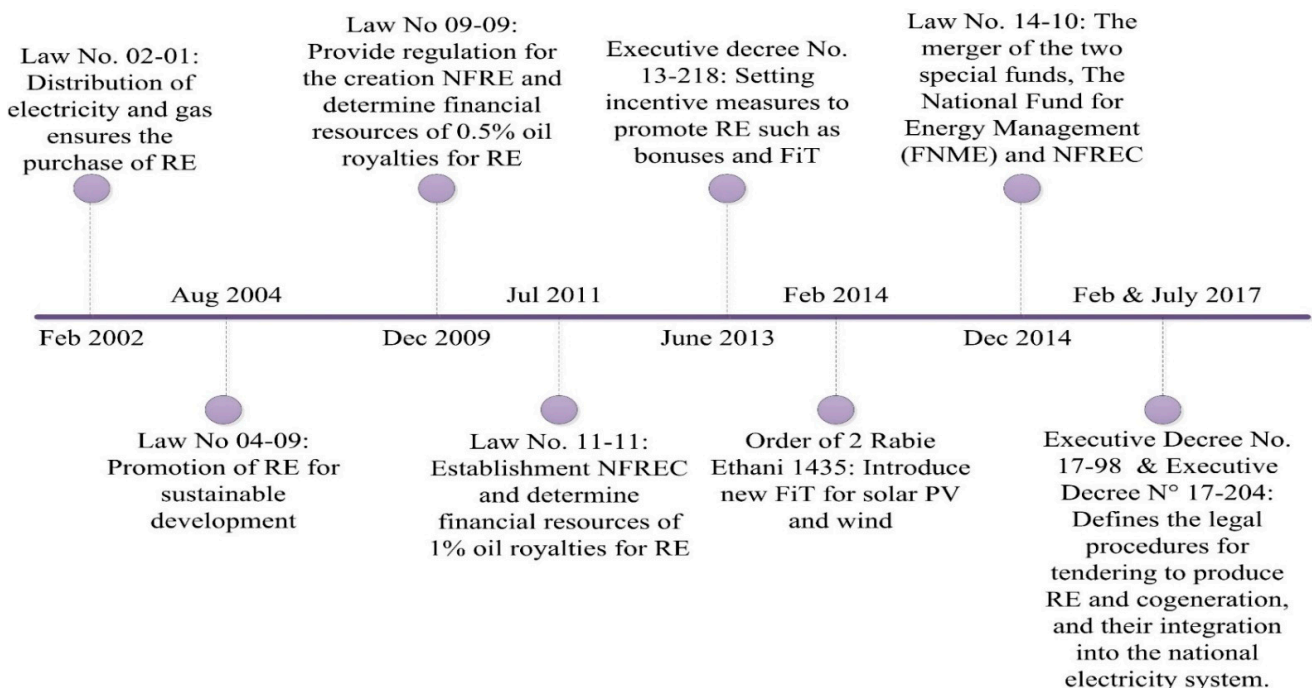 Law No. 02-01:
Distribution of
electricity and gas
ensures the
purchase of RE
Law No 09-09:
Provide regulation for
the creation NFRE and
determine financial
resources of 0.5% oil
royalties for RE
Executive decree No.
13-218: Setting
incentive measures to
promote RE such as
bonuses and FiT
Law No. 14-10: The
merger of the two
special funds, The
National Fund for
Energy Management
(FNME) and NFREC
Aug 2004
Jul 2011
Feb 2014
Feb & July 2017
Feb 2002
Dec 2009
June 2013
Dec 2014
Law No 04-09:
Promotion of RE for
sustainable
development
Law No. 11-11:
Establishment NFREC
and determine
financial resources of
1% oil royalties for RE
Order of 2 Rabie
Ethani 1435: Introduce
new FiT for solar PV
and wind
Executive Decree No.
17-98 & Executive
Decree N° 17-204:
Defines the legal
procedures for
tendering to produce
RE and cogeneration,
and their integration
into the national
electricity system.